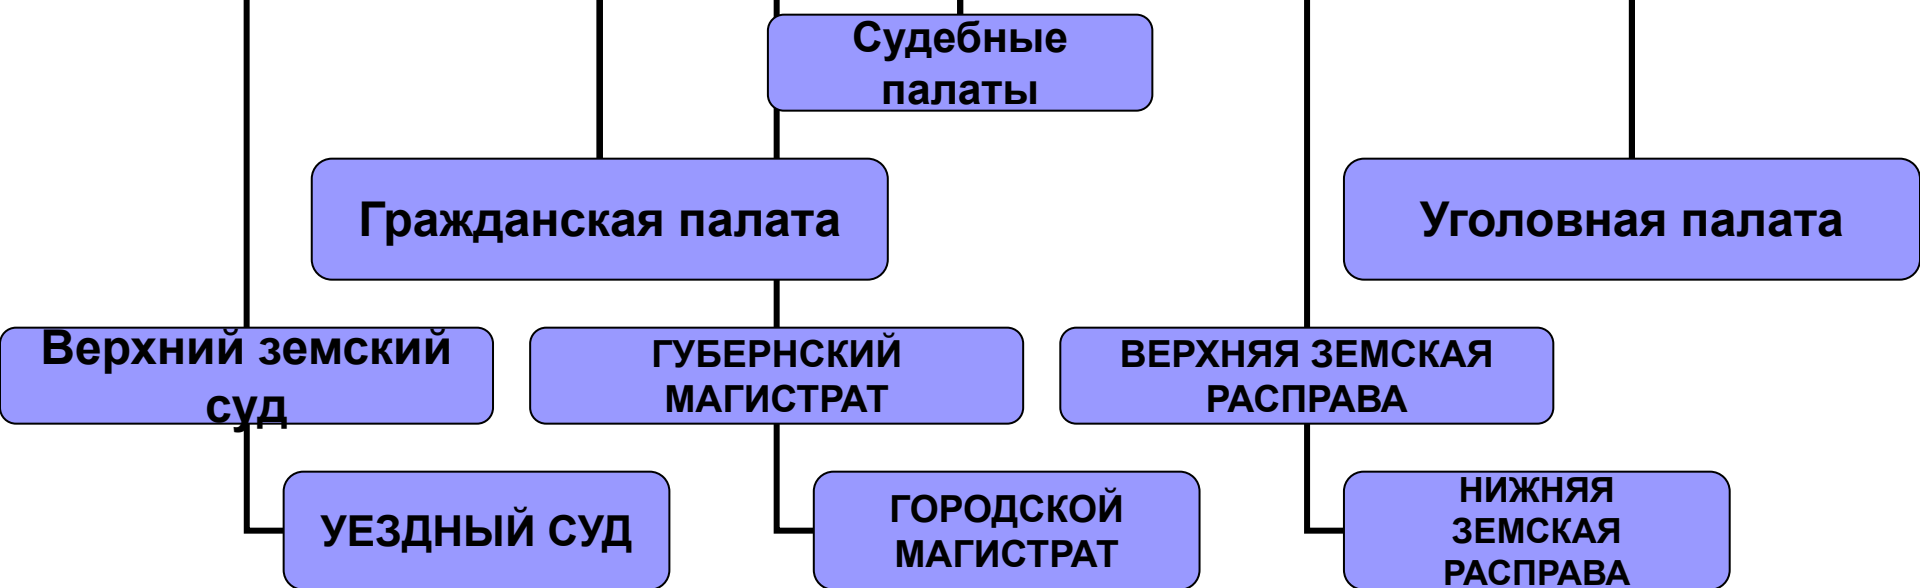 Судебные
палаты
Гражданская палата
Уголовная палата
Верхний земский
суд
ГУБЕРНСКИЙ
МАГИСТРАТ
ВЕРХНЯЯ ЗЕМСКАЯ
РАСПРАВА
УЕЗДНЫЙ СУД
ГОРОДСКОЙ
МАГИСТРАТ
НИЖНЯЯ
ЗЕМСКАЯ
РАСПРАВА